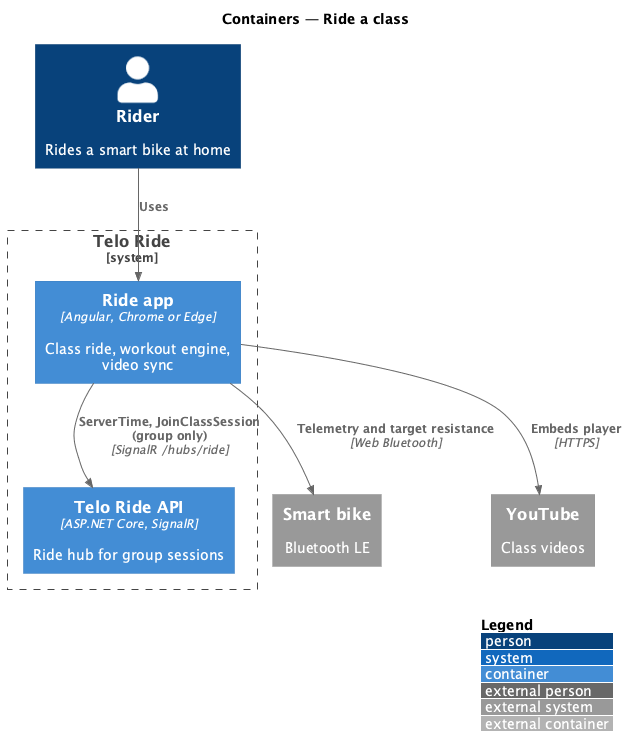 Containers — Ride a class
Rider
Rides a smart bike at home
Uses
Telo Ride
[system]
Ride app
[Angular, Chrome or Edge]
Class ride, workout engine,
video sync
ServerTime, JoinClassSession
(group only)
[SignalR /hubs/ride]
Telemetry and target resistance
[Web Bluetooth]
Embeds player
[HTTPS]
Telo Ride API
[ASP.NET Core, SignalR]
Ride hub for group sessions
Smart bike
Bluetooth LE
YouTube
Class videos
Legend
person
system
container
external person
external system
external container